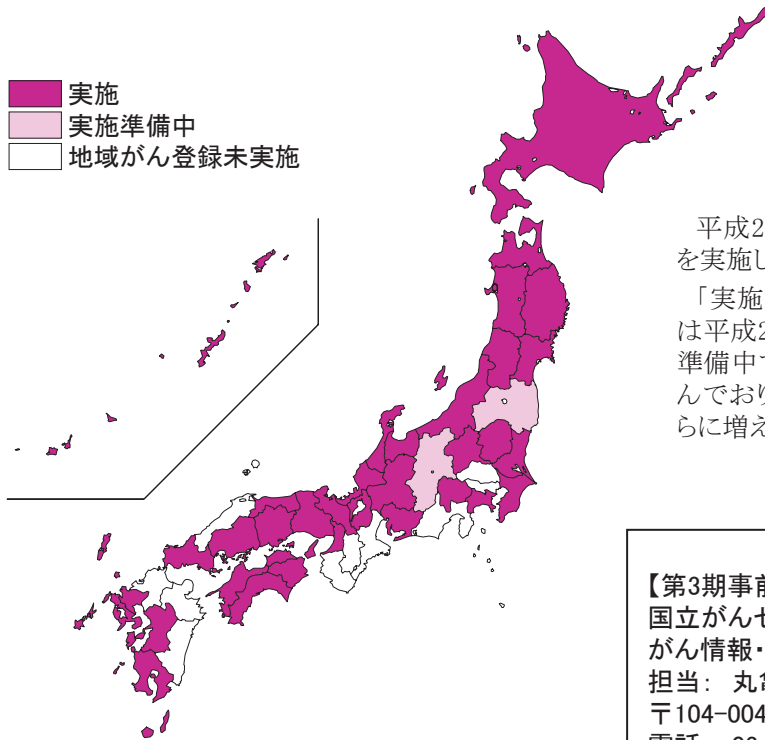 実施
実施準備中
地域がん登録未実施
平成2
を実施し
「実施
は平成2
準備中で
んでおり
らに増え
【第3期事前
国立がんセ
がん情報・
担当： 丸亀
〒104-004